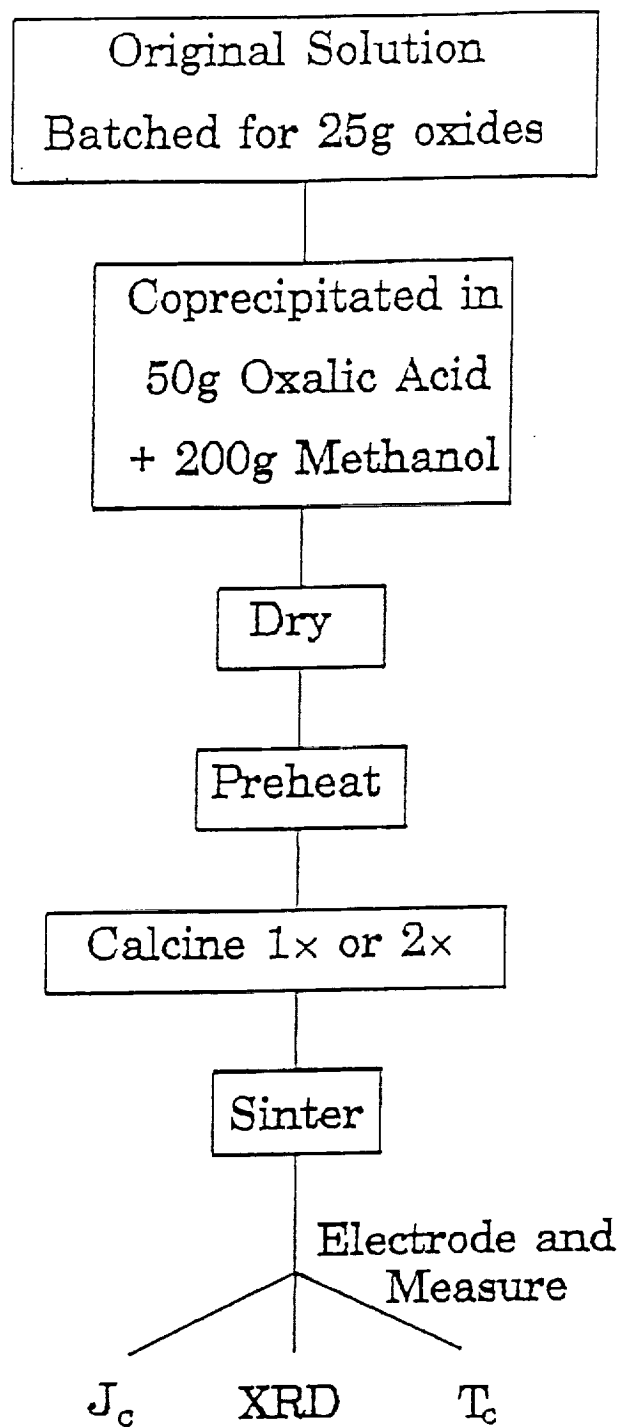 Original Solution
Batched for 25g oxides
Coprecipitated in
50g Oxalic Acid
+ 200g Methanol
Dry
Preheat
Calcine 1× or 2×
Sinter
Electrode and
Measure
J_c XRD T_c